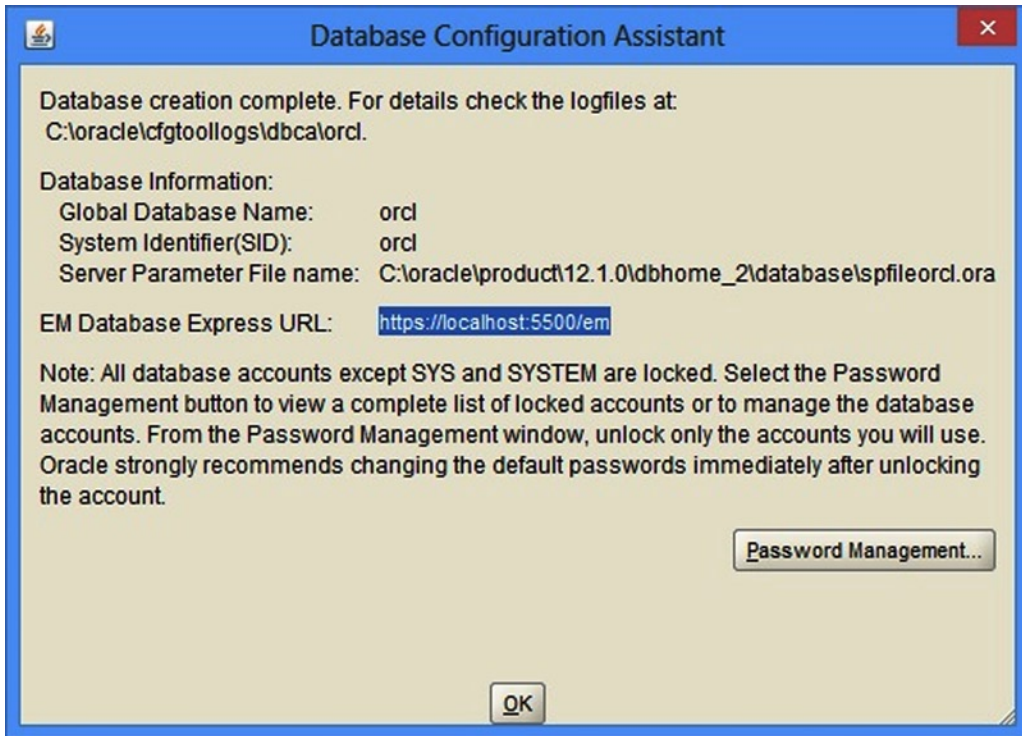 Database Configuration Assistant
Database creation complete. For details check the logfiles at:
C:\oracle\cfgtoollogs\dbca\orcl.
Database Information:
Global Database Name: orcl
System Identifier(SID): orcl
Server Parameter File name: C:\oracle\product\12.1.0\dbhome_2\database\spfileorcl.ora
EM Database Express URL: https://localhost:5500/em
Note: All database accounts except SYS and SYSTEM are locked. Select the Password
Management button to view a complete list of locked accounts or to manage the database
accounts. From the Password Management window, unlock only the accounts you will use.
Oracle strongly recommends changing the default passwords immediately after unlocking
the account.
Password Management...
OK